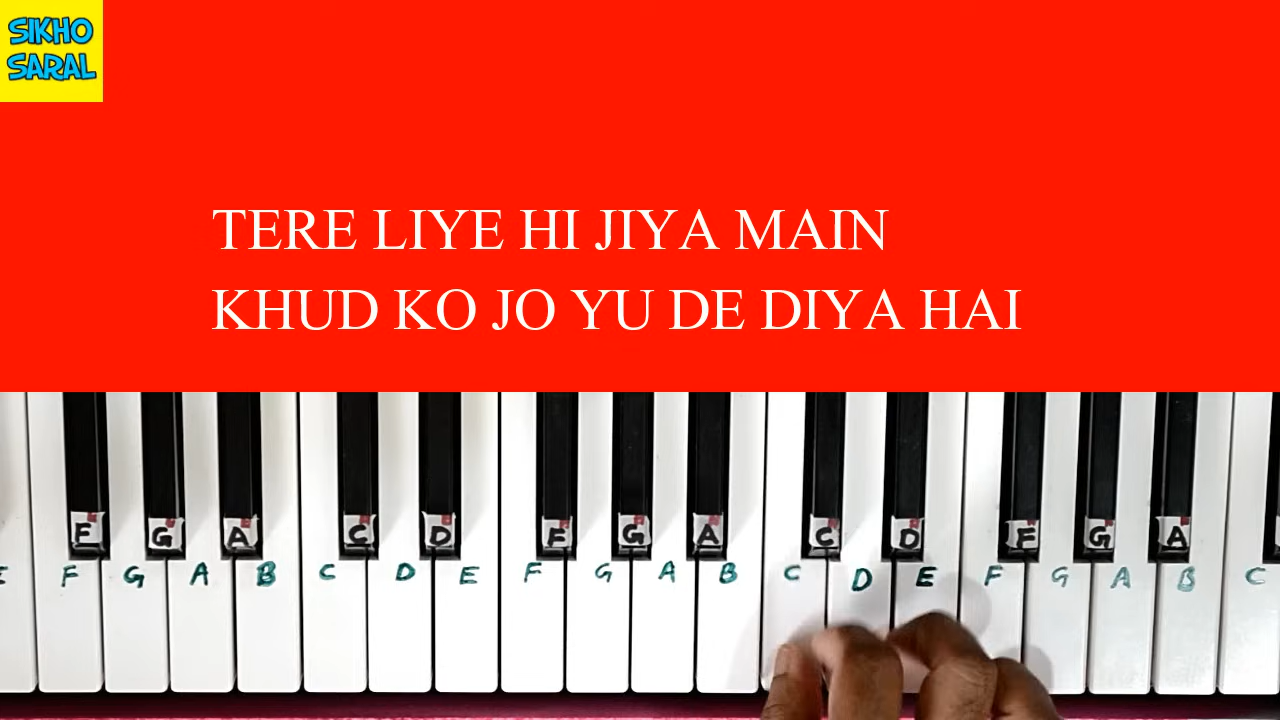 SIKHO
SARAL
TERE LIYE HI JIYA MAIN
KHUD KO JO YU DE DIYA HAI
F G A C D F G A C D F G A
E F G A B C D E F G A B C D E F G A B C